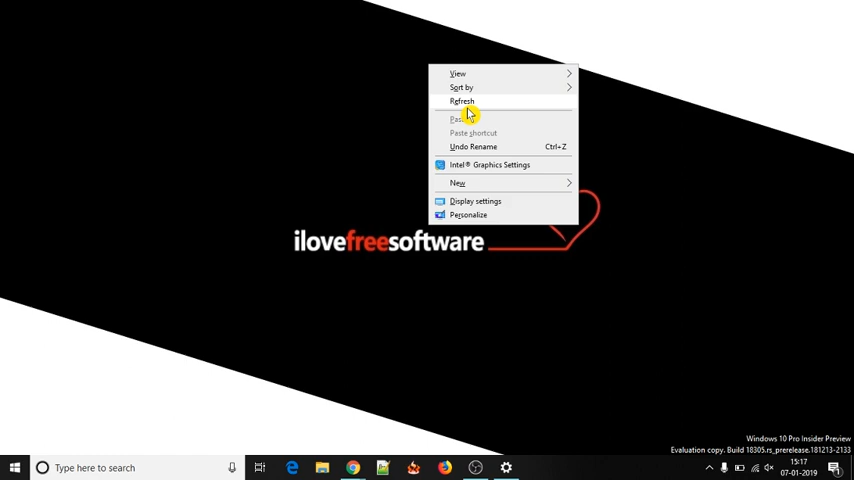 View
Sort by
Refresh
Paste shortcut
Undo Rename Ctrl+Z
Intel® Graphics Settings
New
Display settings
Personalize
ilovefreesoftware
Windows 10 Pro Insider Preview
Evaluation copy. Build 18305.rs_prerelease.181213-2133
Type here to search
15:17
07-01-2019
1